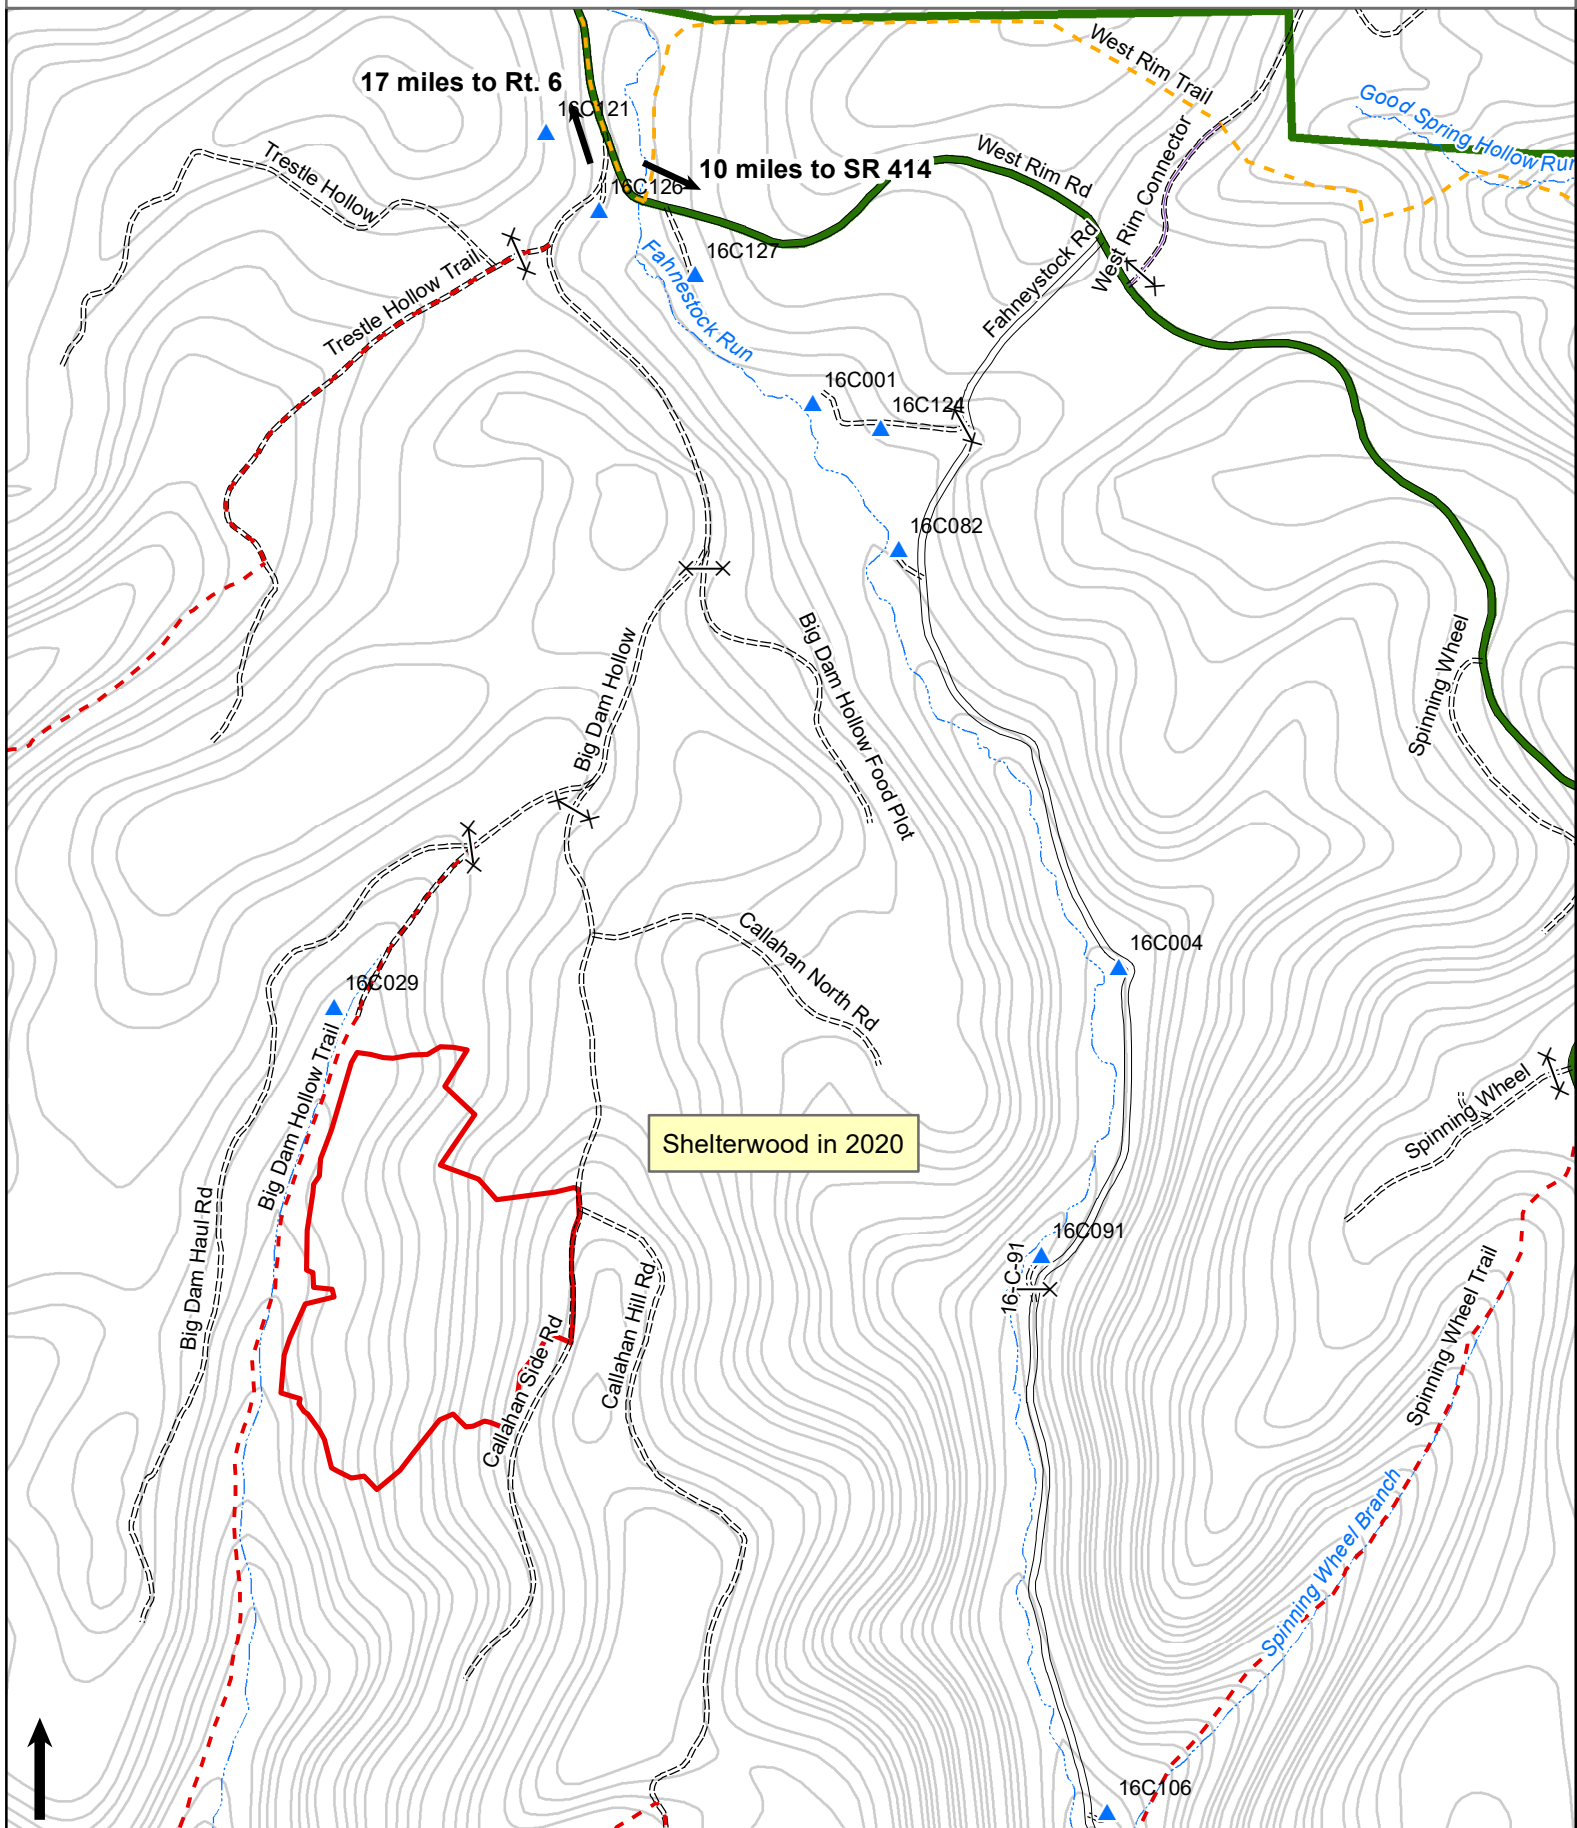 West Rim Trail
17 miles to Rt. 6
Good Spring Hollow Run
16C121
Trestle Hollow
West Rim Connector
West Rim Rd
10 miles to SR 414
16C126
16C127
Fahneystock Rd
Trestle Hollow Trail
Fahnestock Run
16C001
16C124
16C082
Big Dam Hollow
Big Dam Hollow Food Plot
Spinning Wheel
Callahan North Rd
16C004
16C029
Big Dam Hollow Trail
Shelterwood in 2020
Spinning Wheel
Big Dam Haul Rd
16C091
16-C-91
Callahan Side Rd
Callahan Hill Rd
Spinning Wheel Trail
Spinning Wheel Branch
16C106